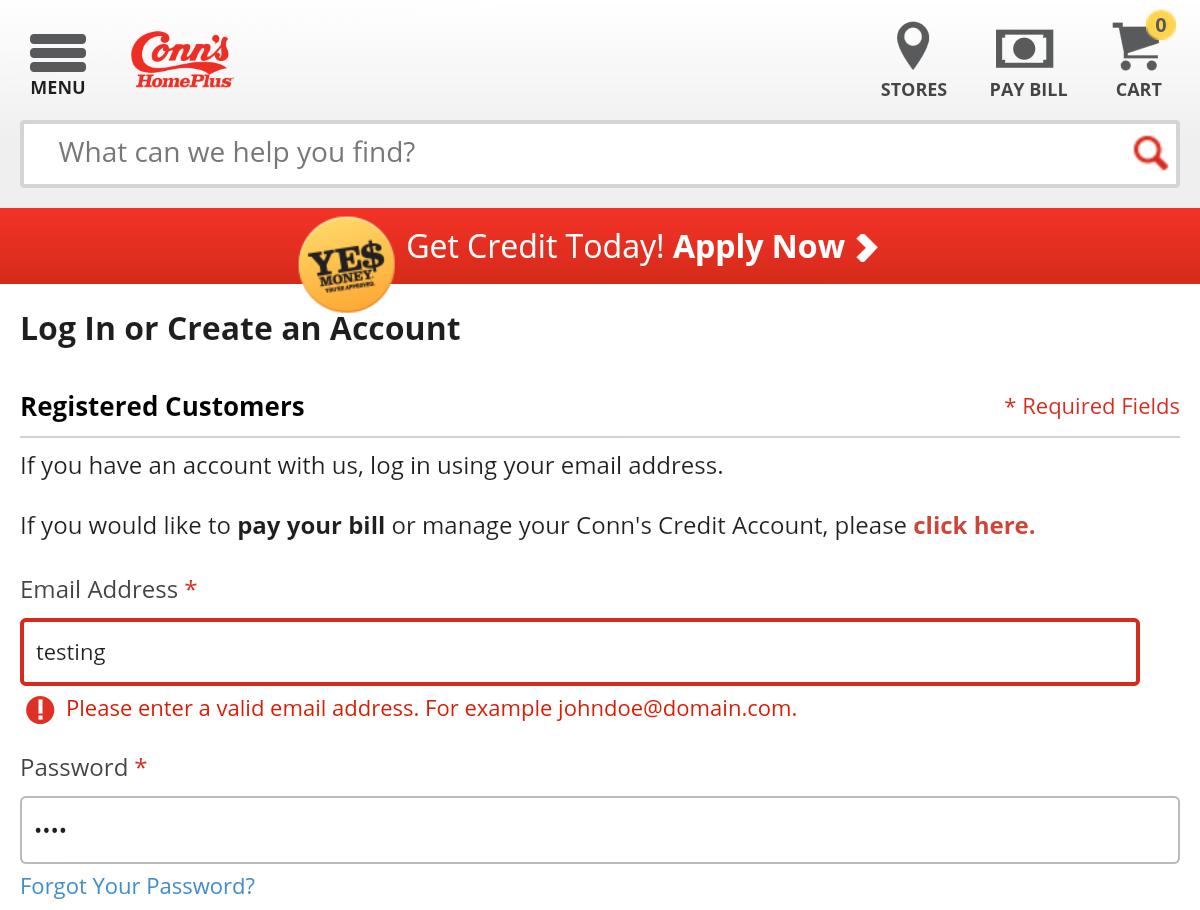 MENU
Conn's
HomePlus
STORES
PAY BILL
0
CART
What can we help you find?
YE$
MONEY
YOU'RE APPROVED.
Get Credit Today! Apply Now
Log In or Create an Account
Registered Customers
* Required Fields
If you have an account with us, log in using your email address.
If you would like to pay your bill or manage your Conn's Credit Account, please click here.
Email Address *
testing
Please enter a valid email address. For example johndoe@domain.com.
Password *
••••
Forgot Your Password?